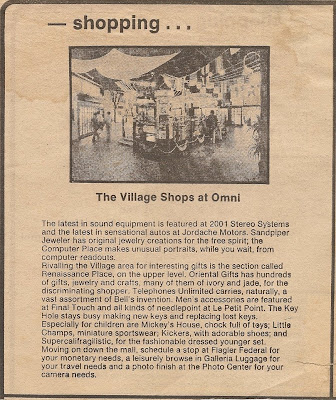 — shopping . . .
The Village Shops at Omni
The latest in sound equipment is featured at 2001 Stereo Systems
and the latest in sensational autos at Jordache Motors. Sandpiper
Jeweler has original jewelry creations for the free spirit; the
Computer Place makes unusual portraits, while you wait, from
computer readouts.
Rivalling the Village area for interesting gifts is the section called
Renaissance Place, on the upper level. Oriental Gifts has hundreds
of gifts, jewelry and crafts, many of them of ivory and jade, for the
discriminating shopper. Telephones Unlimited carries, naturally, a
vast assortment of Bell's invention. Men's accessories are featured
at Final Touch and all kinds of needlepoint at Le Petit Point. The Key
Hole stays busy making new keys and replacing lost keys.
Especially for children are Mickey's House, chock full of toys; Little
Champs, miniature sportswear; Kickers, with adorable shoes; and
Supercalifragilistic, for the fashionable dressed younger set.
Moving on down the mall, schedule a stop at Flagler Federal for
your monetary needs, a leisurely browse in Galleria Luggage for
your travel needs and a photo finish at the Photo Center for your
camera needs.